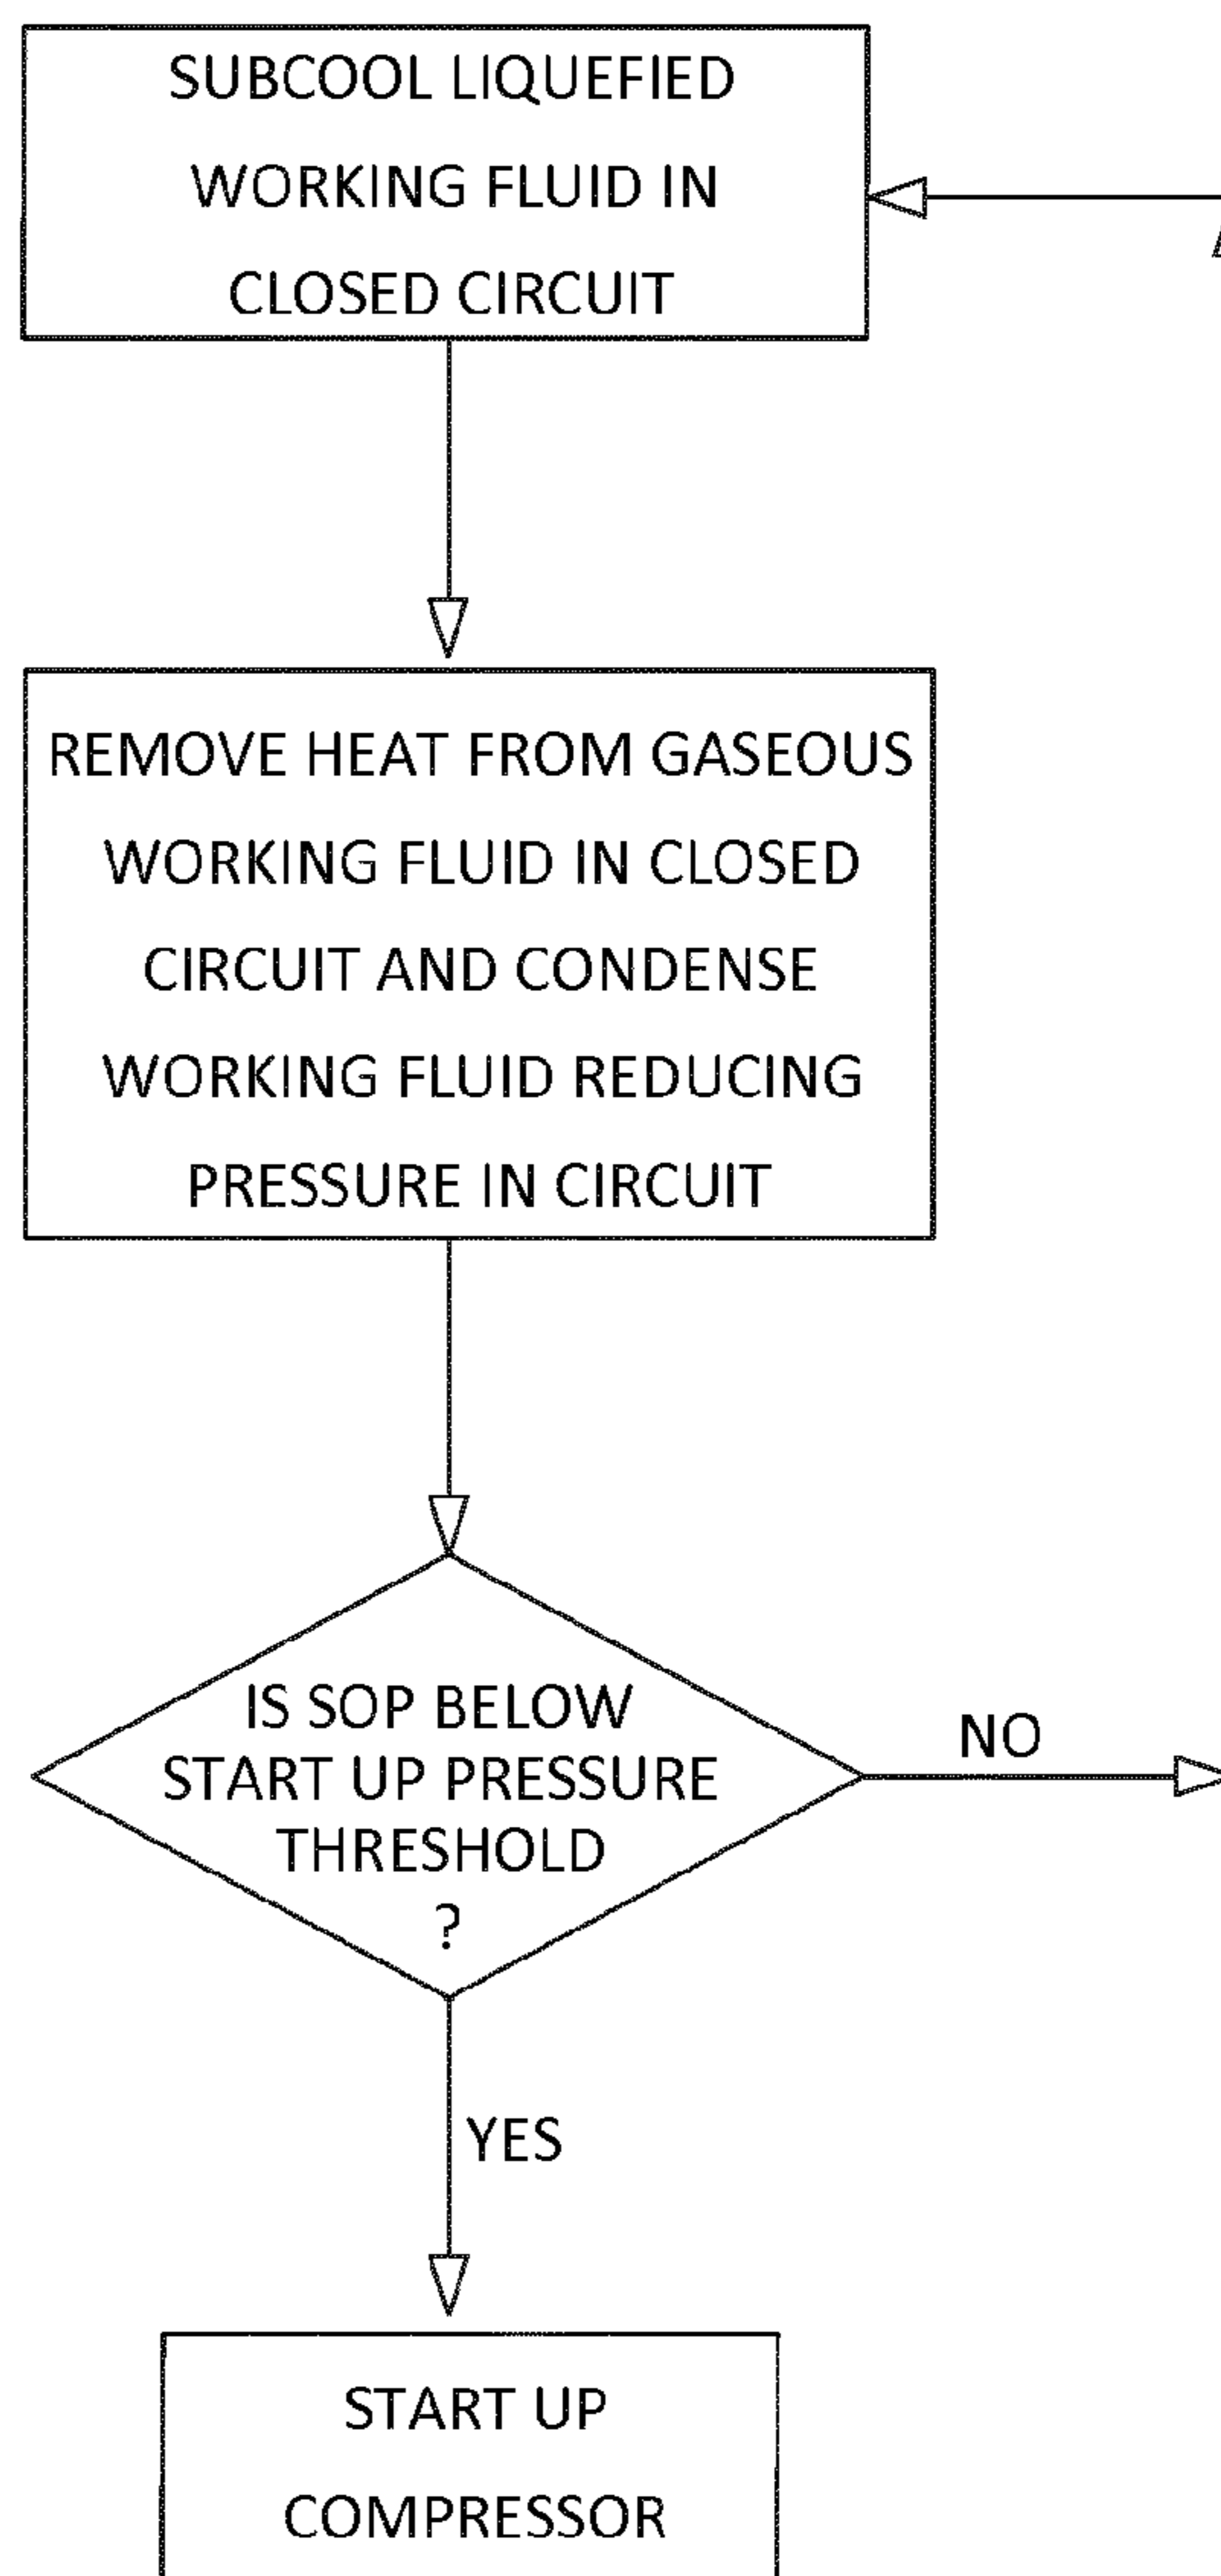 SUBCOOL LIQUEFIED
WORKING FLUID IN
CLOSED CIRCUIT
REMOVE HEAT FROM GASEOUS
WORKING FLUID IN CLOSED
CIRCUIT AND CONDENSE
WORKING FLUID REDUCING
PRESSURE IN CIRCUIT
IS SOP BELOW
START UP PRESSURE
THRESHOLD
?
NO
YES
START UP
COMPRESSOR